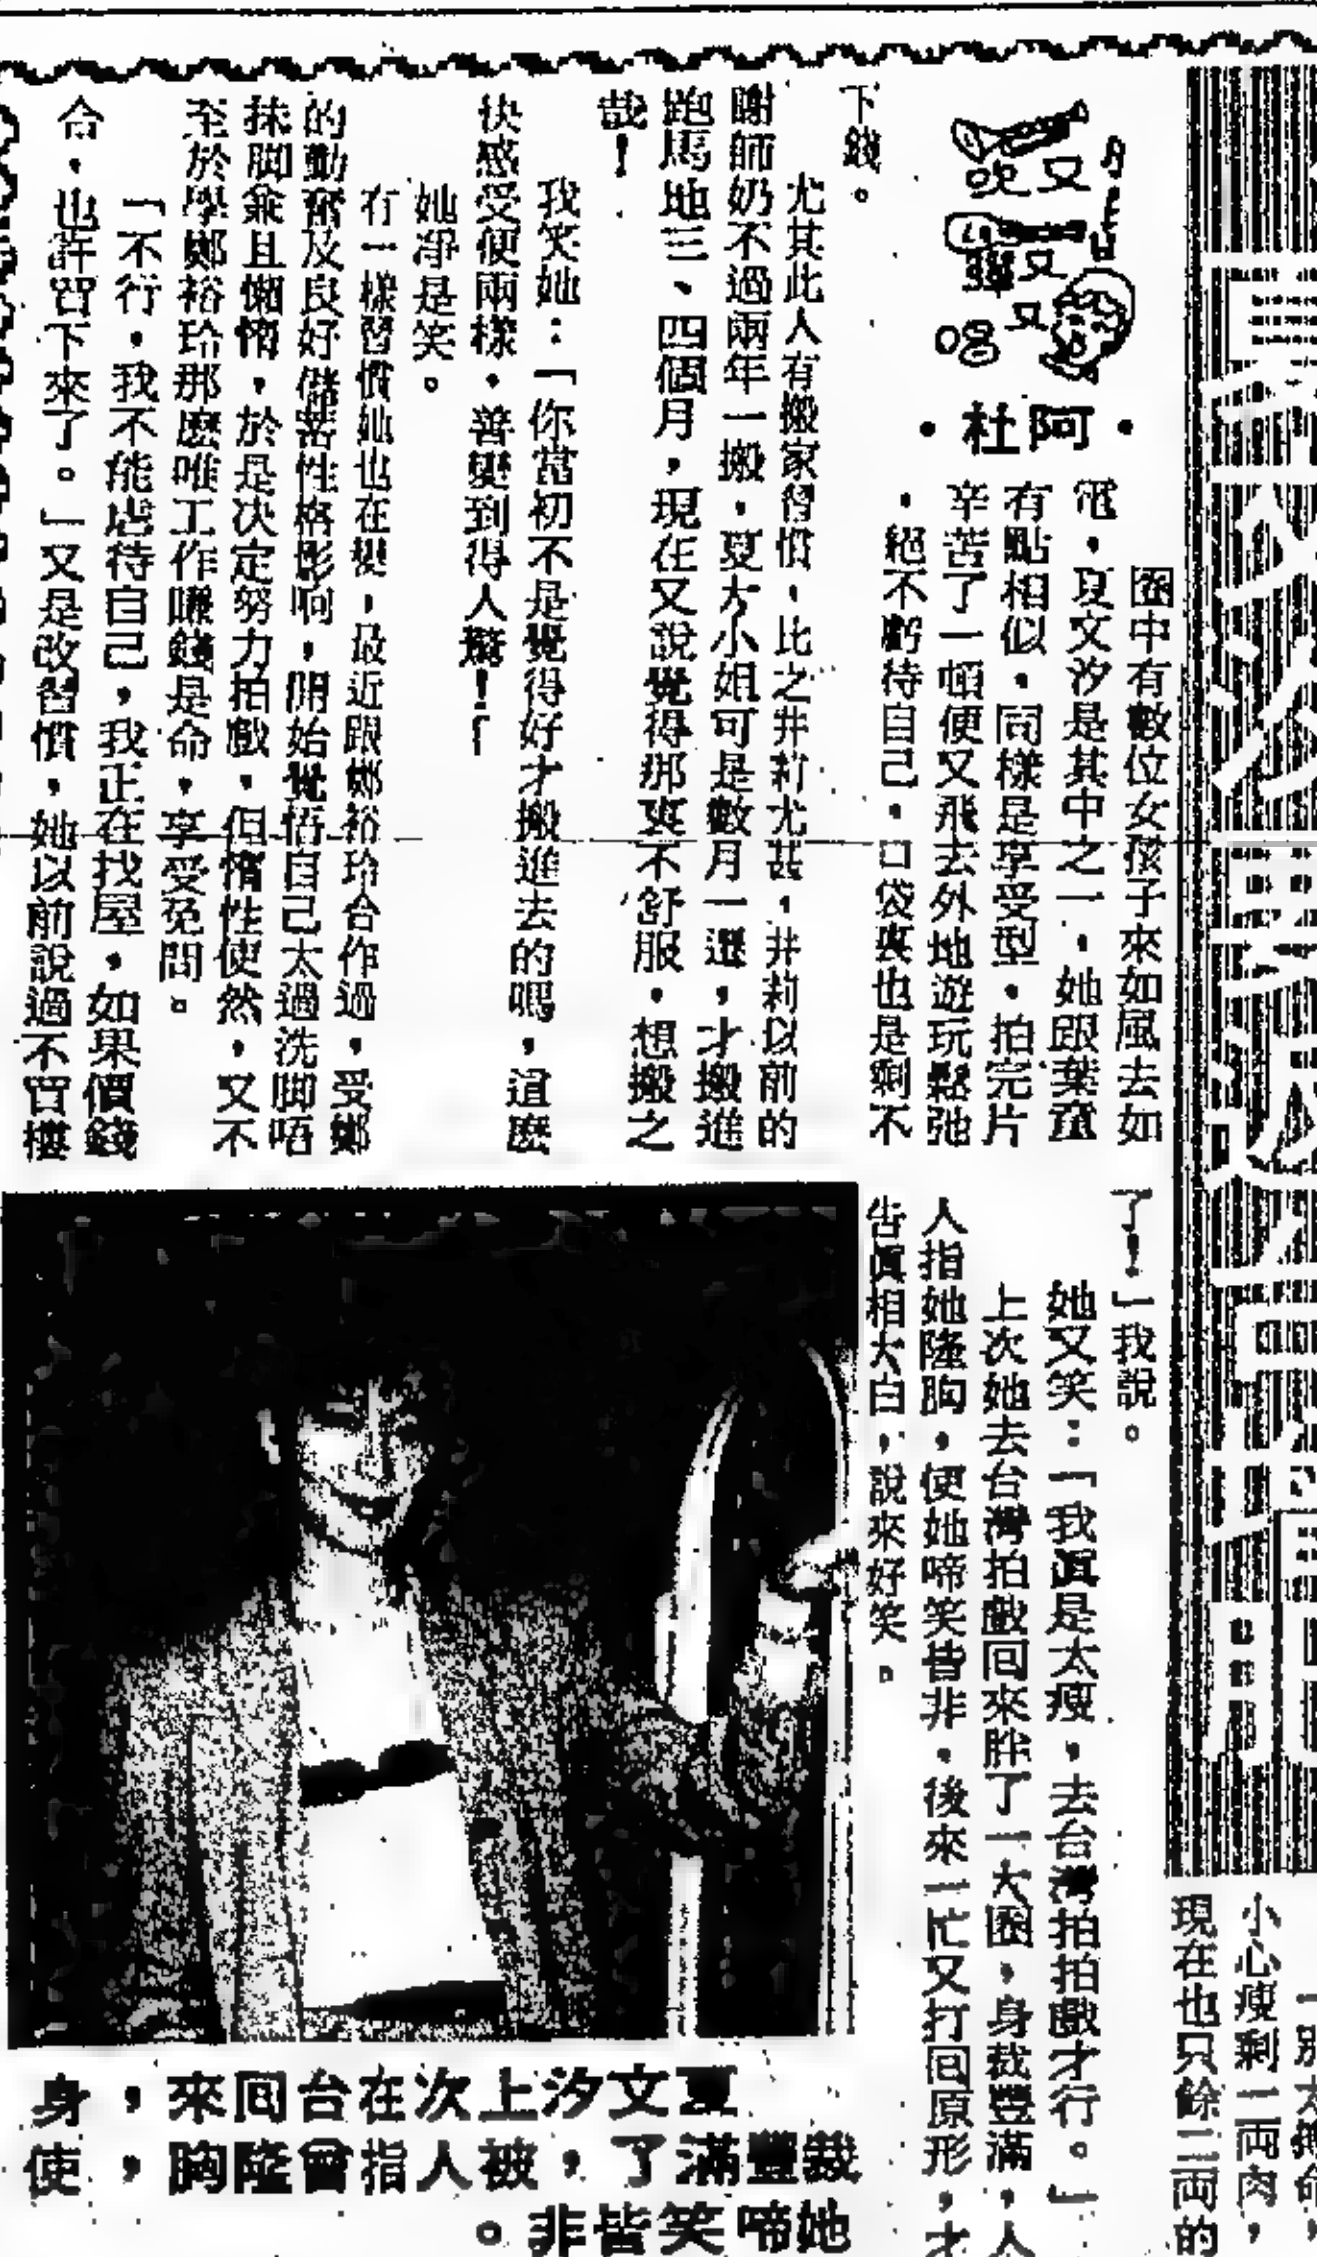 又吹
又彈
又唱
·阿杜·
圈中有數位女孩子來如風去如
電，夏文汐是其中之一，她跟葉童
有點相似，同樣是享受型，拍完片
辛苦了一頓便又飛去外地遊玩鬆弛
，絕不虧待自己，口袋裏也是剩不
下錢。
尤其此人有搬家習慣，比之井莉尤甚，井莉以前的
謝師奶不過兩年一搬，夏大小姐可是數月一遷，才搬進
跑馬地三、四個月，現在又說覺得那裏不舒服，想搬之
哉！
我笑她：「你當初不是覺得好才搬進去的嗎，這麽
快感受便兩樣，善變到得人驚！「
她淨是笑。
有一樣習慣她也在變，最近跟鄭裕玲合作過，受鄭
的勤奮及良好儲蓄性格影响，開始覺悟自己太過洗脚唔
抹脚兼且懶惰，於是决定努力拍戲，但惰性使然，又不
至於學鄭裕玲那麽唯工作賺錢是命，享受免問。
「不行，我不能虐待自己，我正在找屋，如果價錢
合，也許買下來了。」又是改習慣，她以前說過不買樓
小心瘦剩一両肉，
現在也只餘二両的
了！」我說。
她又笑：「我眞是太瘦，去台灣拍拍戲才行。」
上次她去台灣拍戲回來胖了一大圈，身裁豐滿，人
人指她隆胸，便她啼笑皆非，後來一忙又打回原形，才
告眞相大白，說來好笑。
夏文汐上次在台回來，身
裁豐滿了，被人指曾隆胸，使
她啼笑皆非。